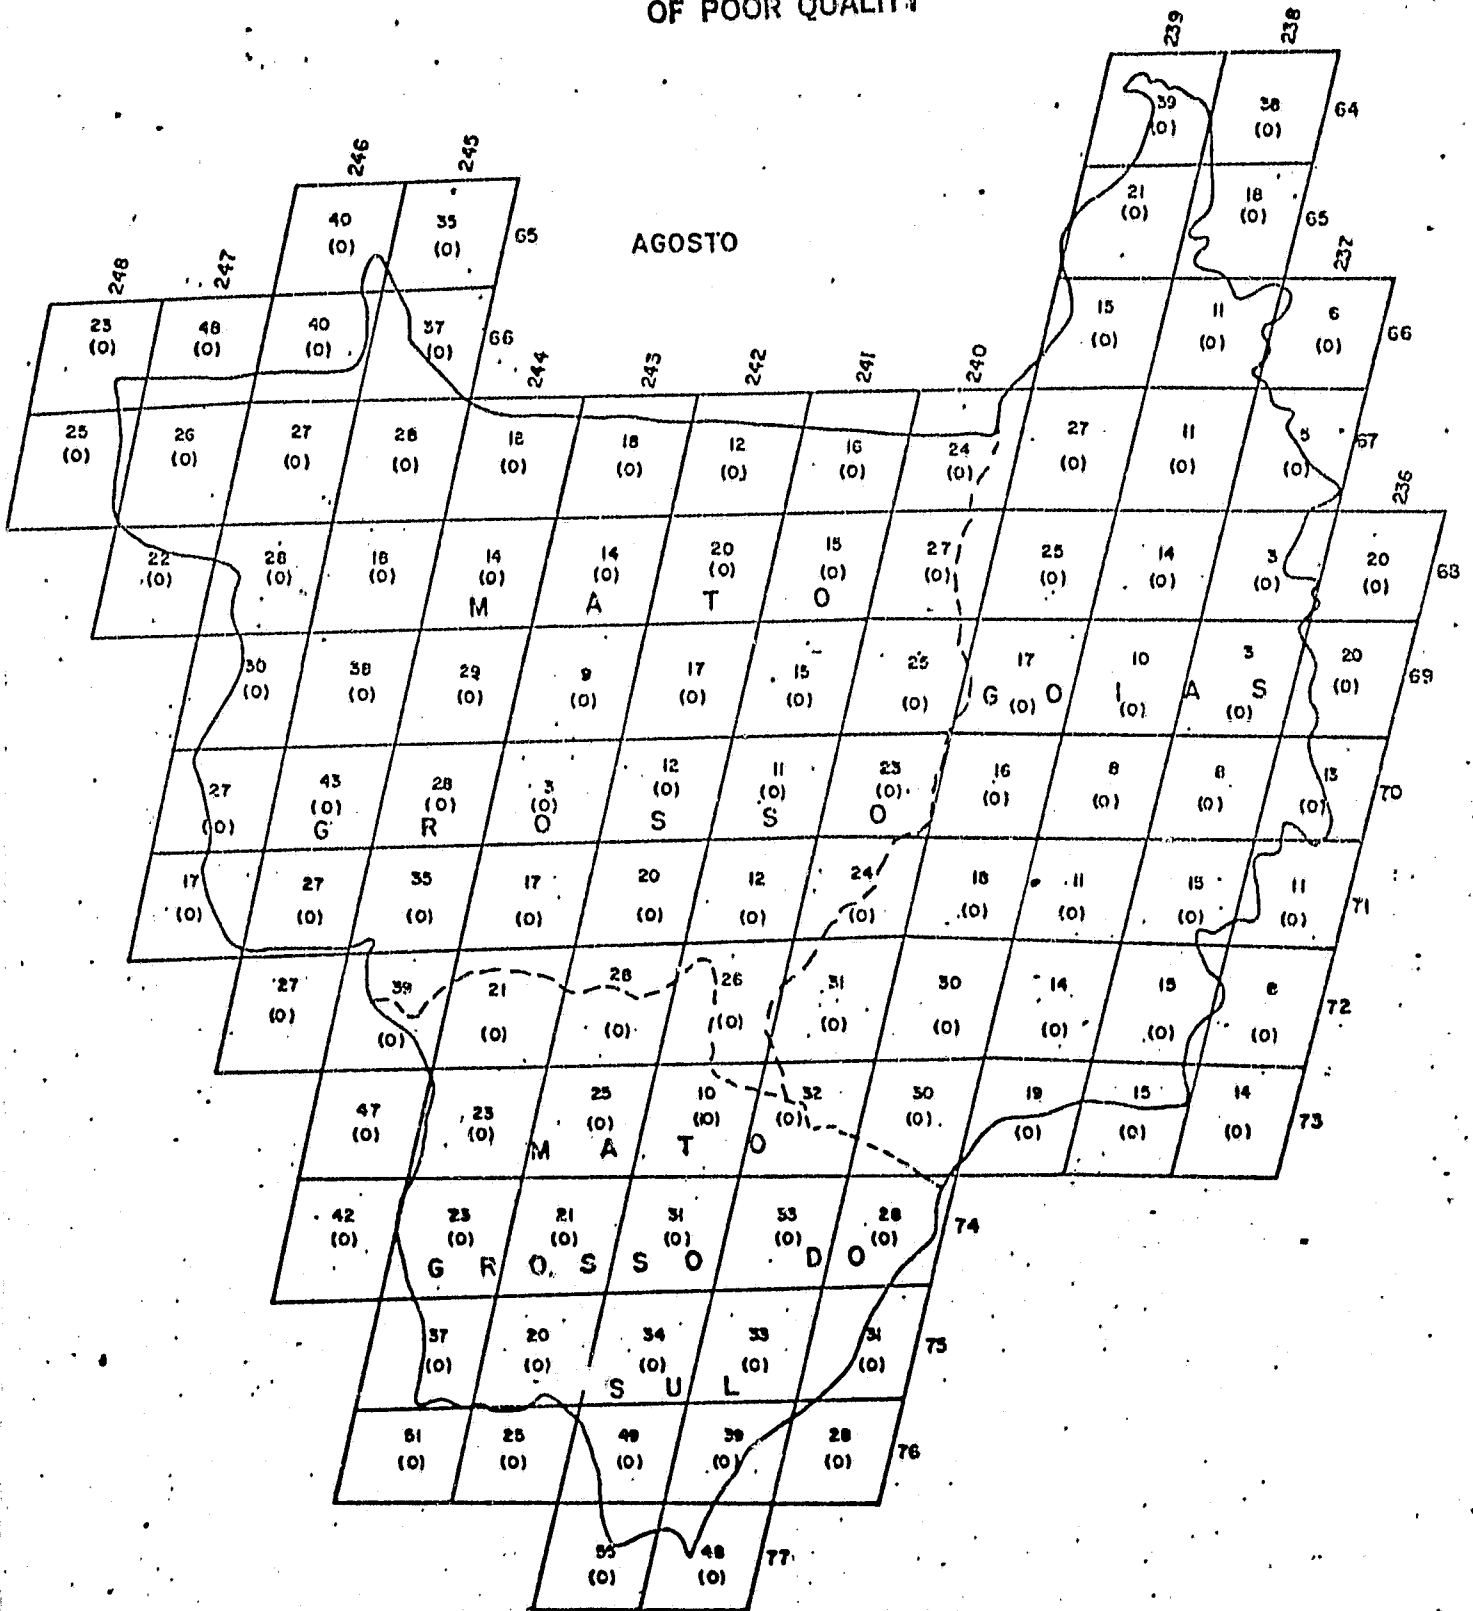 OF POOR QUALITY
239 238
39 38 64
(0) (0)
246 245
21 18
(0) (0) 65
40 35
(0) (0) 65
AGOSTO
237
248 247
15 11 6
(0) (0) (0) 66
23 48 40 37
(0) (0) (0) (0) 66
244 243 242 241 240
25 26 27 28 18 18 12 16 24 27 11 5 67
(0) (0) (0) (0) (0) (0) (0) (0) (0) (0) (0) (0)
236
22 28 18 14 14 20 15 27 25 14 3 20 68
(0) (0) (0) (0) (0) (0) (0) (0) (0) (0) (0) (0)
M A T O
30 38 29 9 17 15 25 17 10 3 20 69
(0) (0) (0) (0) (0) (0) (0) (0) (0) (0) (0)
G O I A S
27 43 28 3 12 11 23 16 8 8 13 70
(0) (0) (0) (0) (0) (0) (0) (0) (0) (0) (0)
G R O S S O
17 27 35 17 20 12 24 18 11 15 11 71
(0) (0) (0) (0) (0) (0) (0) (0) (0) (0) (0)
27 39 21 28 26 31 30 14 15 8 72
(0) (0) (0) (0) (0) (0) (0) (0) (0) (0)
47 23 25 10 32 30 19 15 14 73
(0) (0) (0) (0) (0) (0) (0) (0) (0)
M A T O
42 23 21 31 33 28 74
(0) (0) (0) (0) (0) (0)
G R O S S O D O
37 20 34 33 31 75
(0) (0) (0) (0) (0)
S U L
51 25 49 39 28 76
(0) (0) (0) (0) (0)
55 48 77
(0) (0)